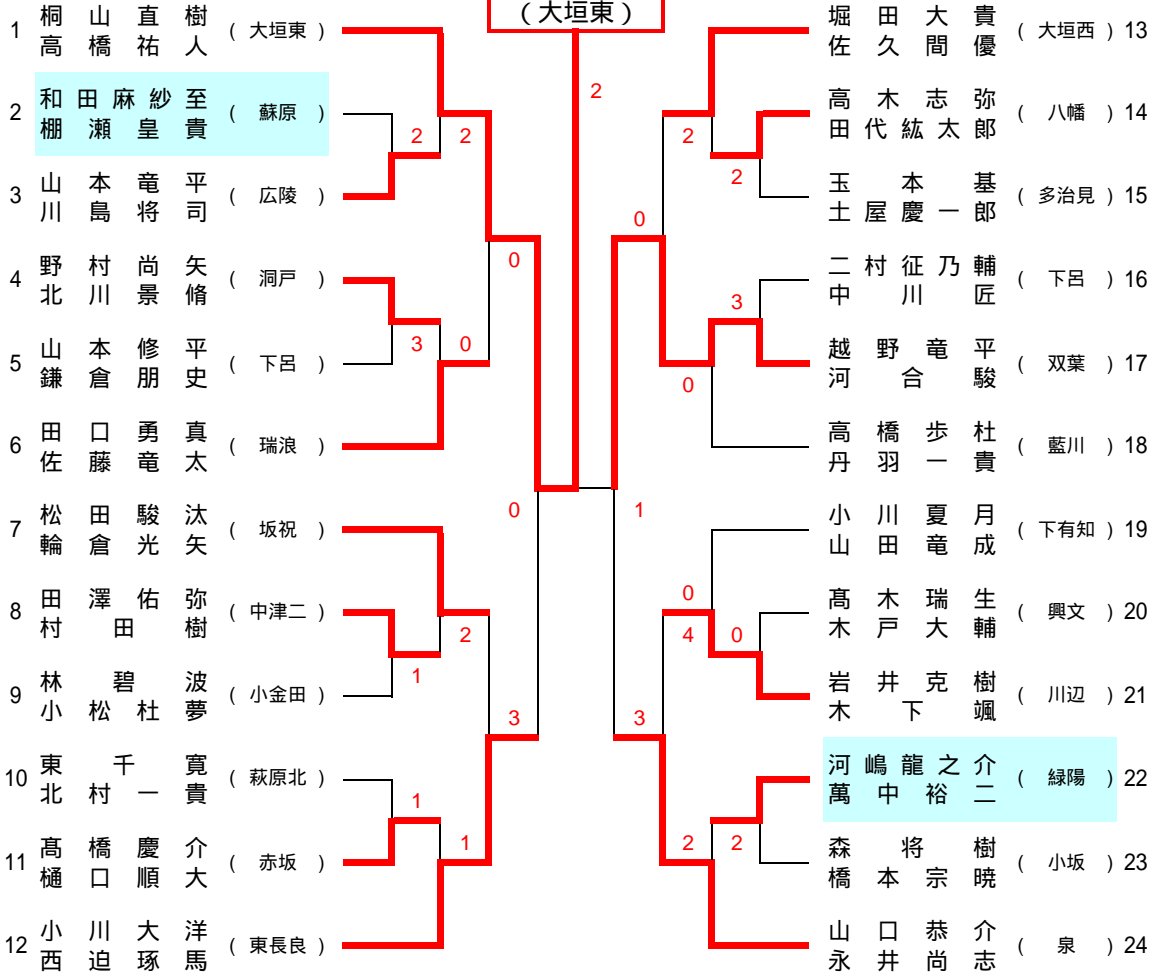 (大垣東)
1 桐山直樹 (大垣東)
高橋祐人
2 和田麻紗至 (蘇原)
棚瀬皇貴
3 山本竜平 (広陵)
川島将司
4 野村尚矢 (洞戸)
北川景脩
5 山本修平 (下呂)
鎌倉朋史
6 田口勇真 (瑞浪)
佐藤竜太
7 松田駿汰 (坂祝)
輪倉光矢
8 田澤佑弥 (中津二)
村田樹
9 林碧波 (小金田)
小松杜夢
10 東千寛 (萩原北)
北村一貴
11 髙橋慶介 (赤坂)
樋口順大
12 小川大洋 (東長良)
西迫琢馬
2 2
0
3 0
0
2
1
3
1
1
2
堀田大貴 (大垣西) 13
佐久間優
高木志弥 (八幡) 14
田代紘太郎
玉本基 (多治見) 15
土屋慶一郎
二村征乃輔 (下呂) 16
中川匠
越野竜平 (双葉) 17
河合駿
高橋歩杜 (藍川) 18
丹羽一貴
小川夏月 (下有知) 19
山田竜成
髙木瑞生 (興文) 20
木戸大輔
岩井克樹 (川辺) 21
木下颯
河嶋龍之介 (緑陽) 22
萬中裕二
森将樹 (小坂) 23
橋本宗暁
山口恭介 (泉) 24
永井尚志
2
2
0
3
0
1
0
4 0
3
2 2